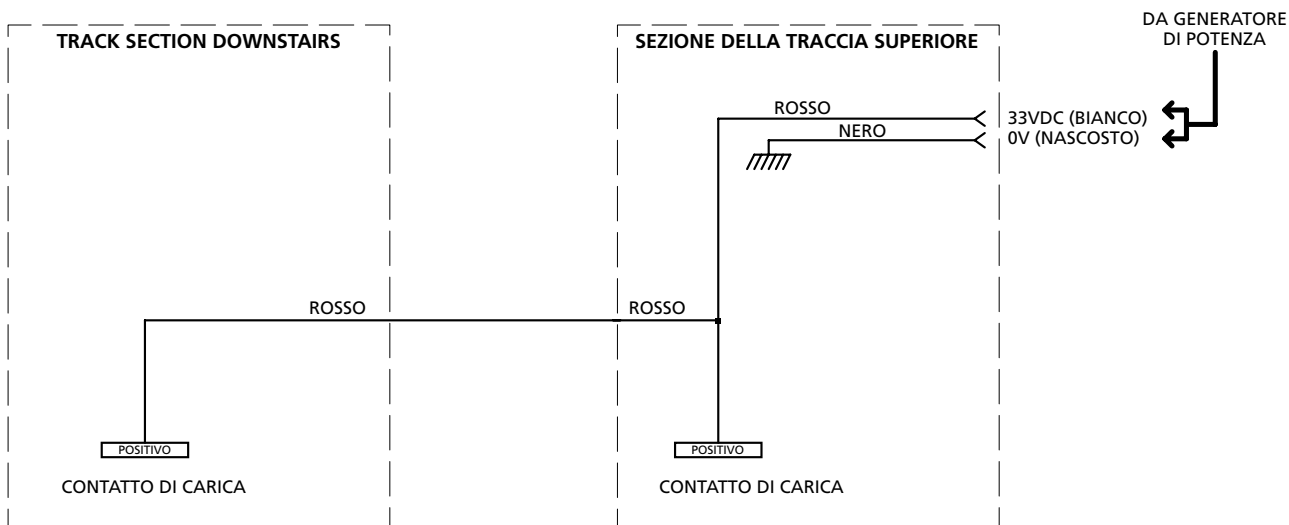 DA GENERATORE
DI POTENZA
TRACK SECTION DOWNSTAIRS
SEZIONE DELLA TRACCIA SUPERIORE
ROSSO
33VDC (BIANCO)
NERO
0V (NASCOSTO)
ROSSO
ROSSO
POSITIVO
POSITIVO
CONTATTO DI CARICA
CONTATTO DI CARICA